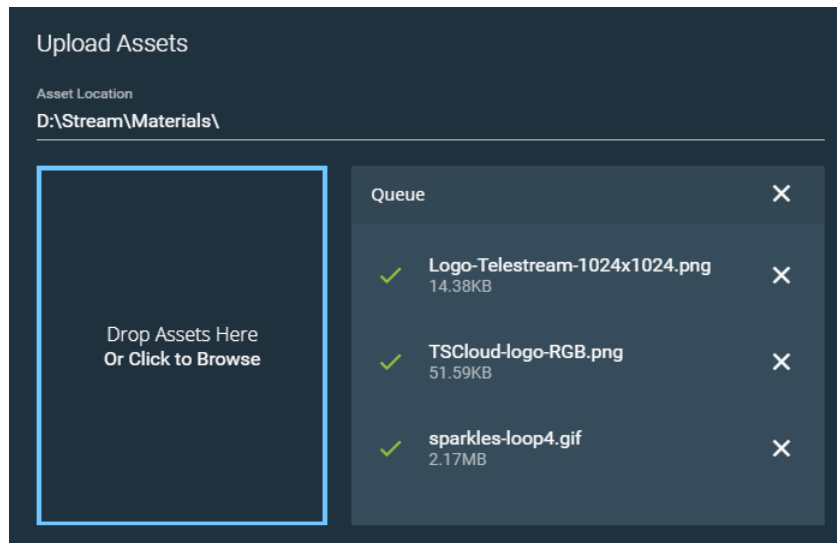 Upload Assets
Asset Location
D:\Stream\Materials\
Drop Assets Here
Or Click to Browse
Queue
Logo-Telestream-1024x1024.png
14.38KB
TSCloud-logo-RGB.png
51.59KB
sparkles-loop4.gif
2.17MB